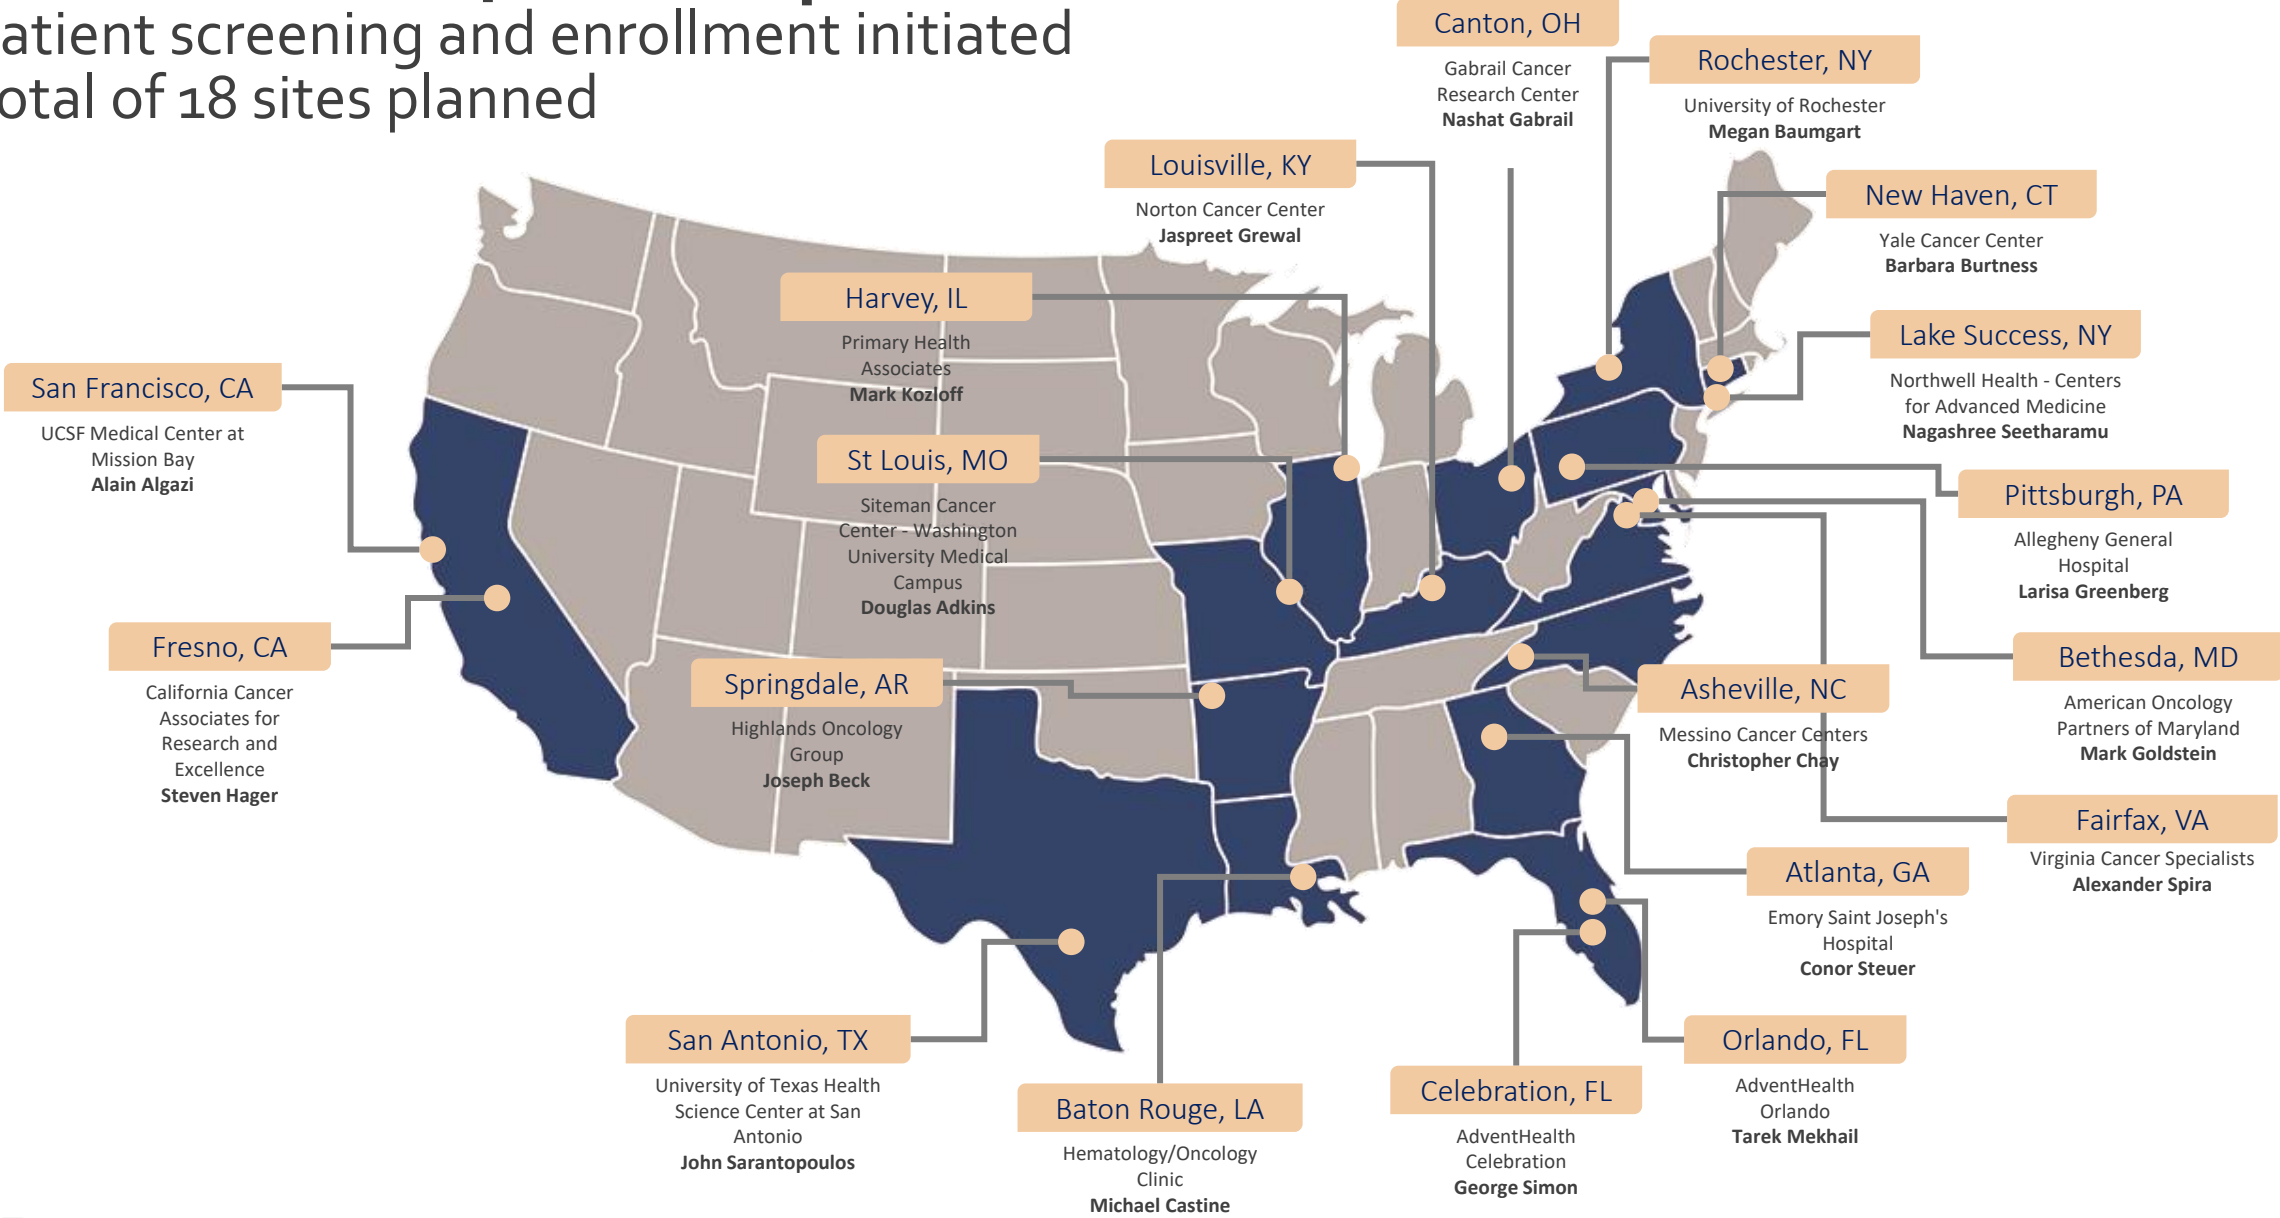 atient screening and enrollment initiated
otal of 18 sites planned
Canton, OH
Gabrail Cancer
Research Center
Nashat Gabrail
Rochester, NY
University of Rochester
Megan Baumgart
Louisville, KY
Norton Cancer Center
Jaspreet Grewal
New Haven, CT
Yale Cancer Center
Barbara Burtness
Harvey, IL
Primary Health
Associates
Mark Kozloff
Lake Success, NY
Northwell Health - Centers
for Advanced Medicine
Nagashree Seetharamu
San Francisco, CA
UCSF Medical Center at
Mission Bay
Alain Algazi
St Louis, MO
Siteman Cancer
Center - Washington
University Medical
Campus
Douglas Adkins
Pittsburgh, PA
Allegheny General
Hospital
Larisa Greenberg
Fresno, CA
California Cancer
Associates for
Research and
Excellence
Steven Hager
Springdale, AR
Highlands Oncology
Group
Joseph Beck
Asheville, NC
Messino Cancer Centers
Christopher Chay
Bethesda, MD
American Oncology
Partners of Maryland
Mark Goldstein
Fairfax, VA
Virginia Cancer Specialists
Alexander Spira
Atlanta, GA
Emory Saint Joseph's
Hospital
Conor Steuer
San Antonio, TX
University of Texas Health
Science Center at San
Antonio
John Sarantopoulos
Baton Rouge, LA
Hematology/Oncology
Clinic
Michael Castine
Celebration, FL
AdventHealth
Celebration
George Simon
Orlando, FL
AdventHealth
Orlando
Tarek Mekhail